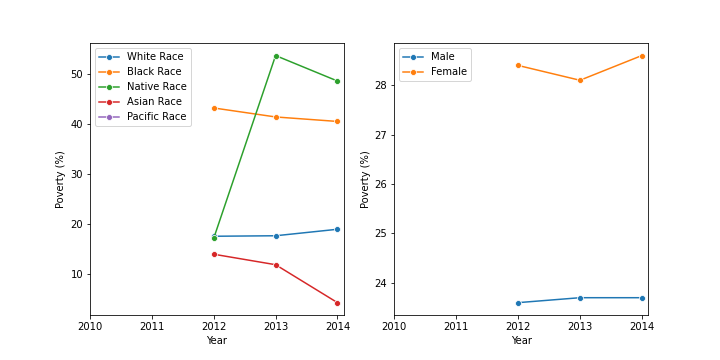 White Race
Black Race
Native Race
Asian Race
Pacific Race
50
40
30
20
10
Poverty (%)
2010 2011 2012 2013 2014
Year
Male
Female
28
27
26
25
24
Poverty (%)
2010 2011 2012 2013 2014
Year